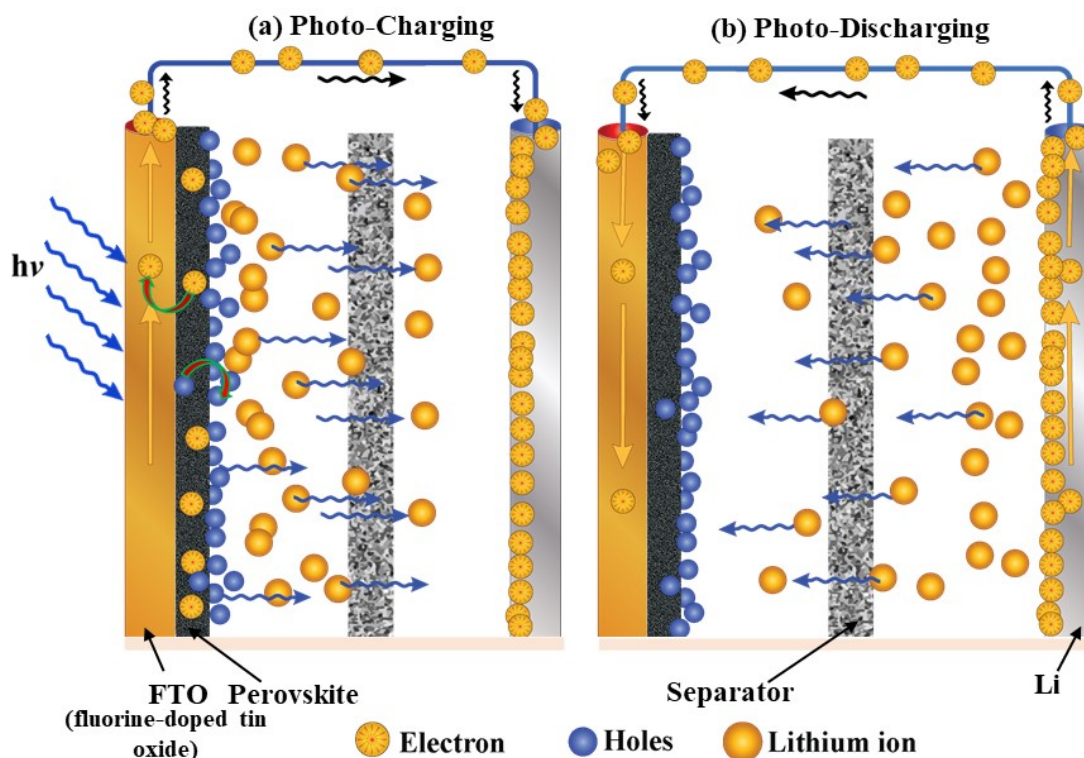 (a) Photo-Charging
(b) Photo-Discharging
hν
FTO Perovskite
(fluorine-doped tin
oxide)
Separator
Li
Electron
Holes
Lithium ion